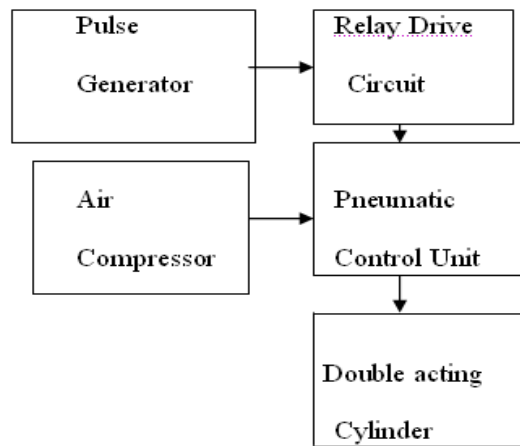 Pulse
Generator
Relay Drive
Circuit
Air
Compressor
Pneumatic
Control Unit
Double acting
Cylinder